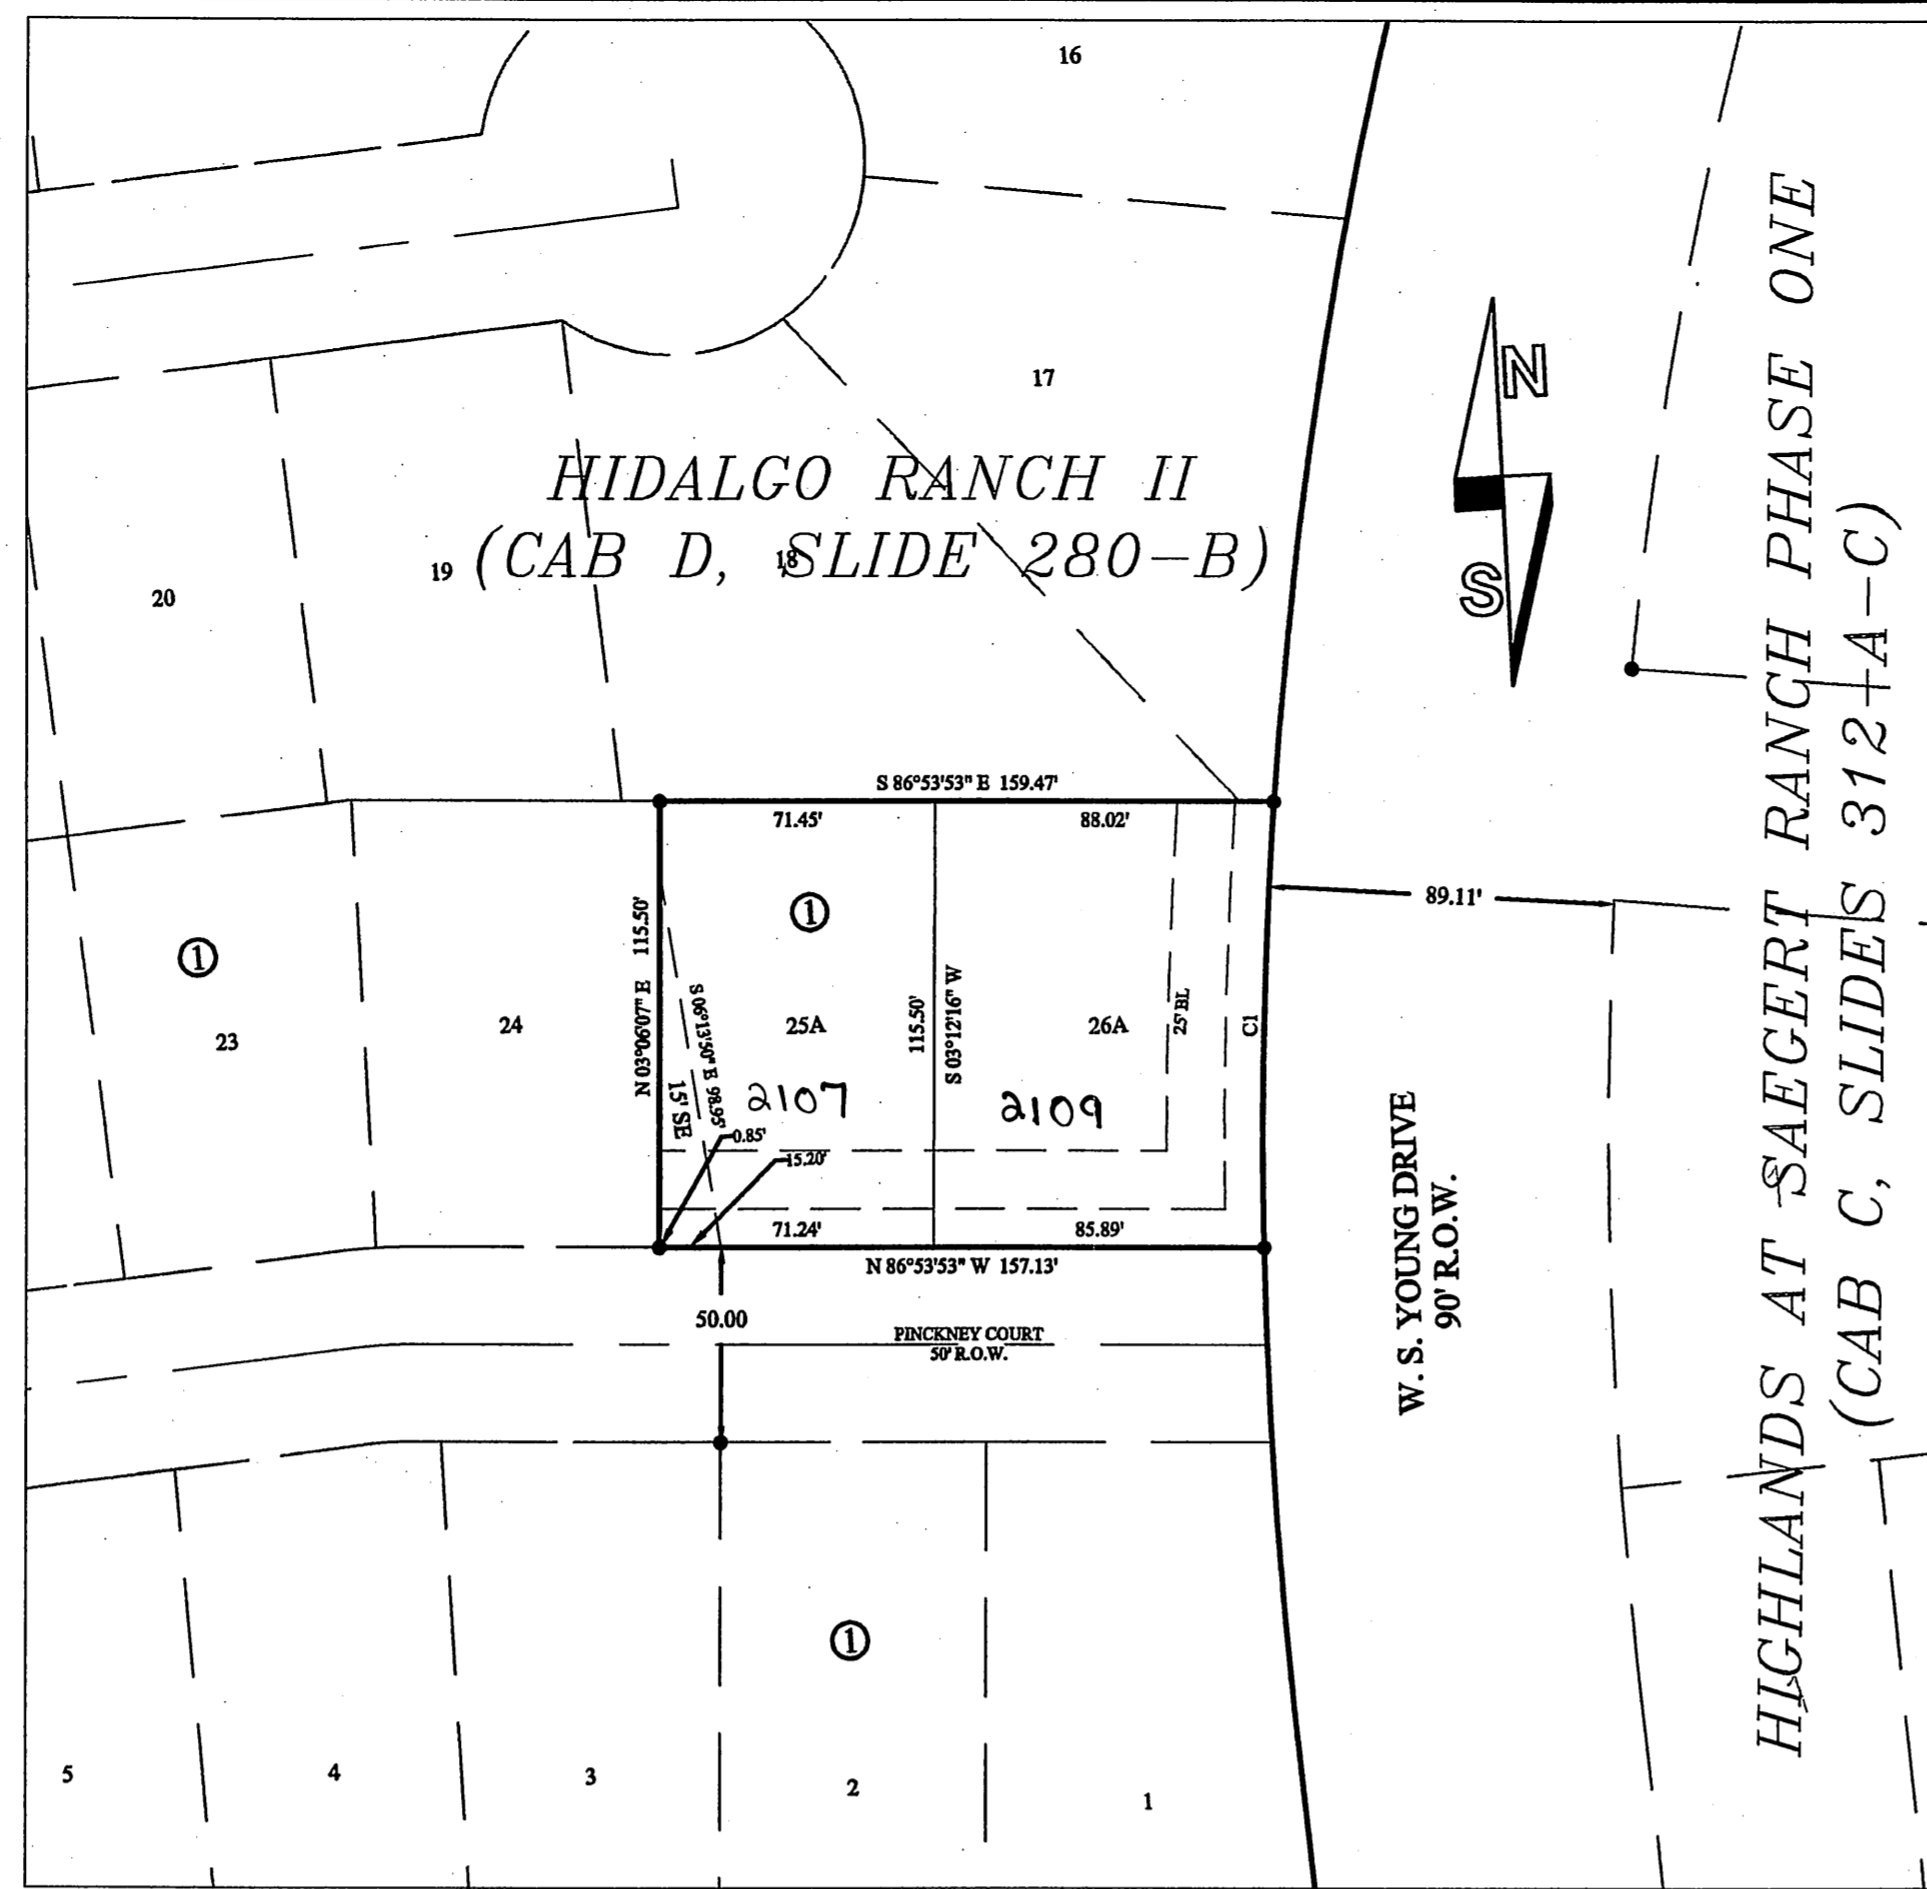 16
17
N
HIDALGO RANCH II
(CAB D, SLIDE 280-B)
18
19
20
S
HIGHLANDS AT SAEGERT RANCH PHASE ONE
(CAB C, SLIDES 312-A-C)
S 86°53'53" E 159.47'
71.45'
88.02'
89.11'
1
1
N 03°06'07" E 115.50'
S 06°13'50" E 98.95'
15' SE
23
24
25A
115.50'
S 03°12'16" W
26A
25' BL
C1
2107
2109
0.85'
15.20'
71.24'
85.89'
N 86°53'53" W 157.13'
W. S. YOUNG DRIVE
90' R.O.W.
50.00
PINCKNEY COURT
50' R.O.W.
1
5
4
3
2
1